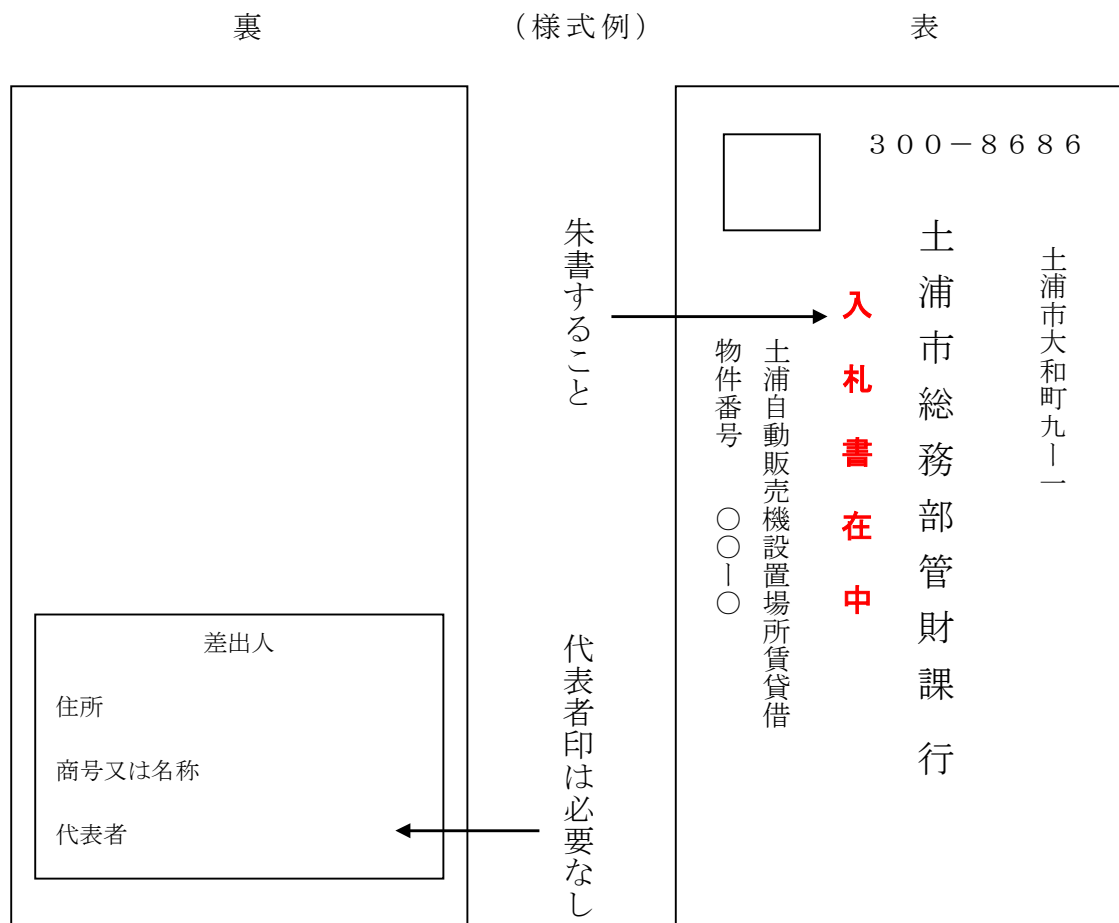 裏
(様式例)
表
300-8686
土浦市大和町九－一
土浦市総務部管財課 行
入札書在中
土浦自動販売機設置場所賃貸借
物件番号 〇〇－〇
朱書すること
代表者印は必要なし
差出人
住所
商号又は名称
代表者